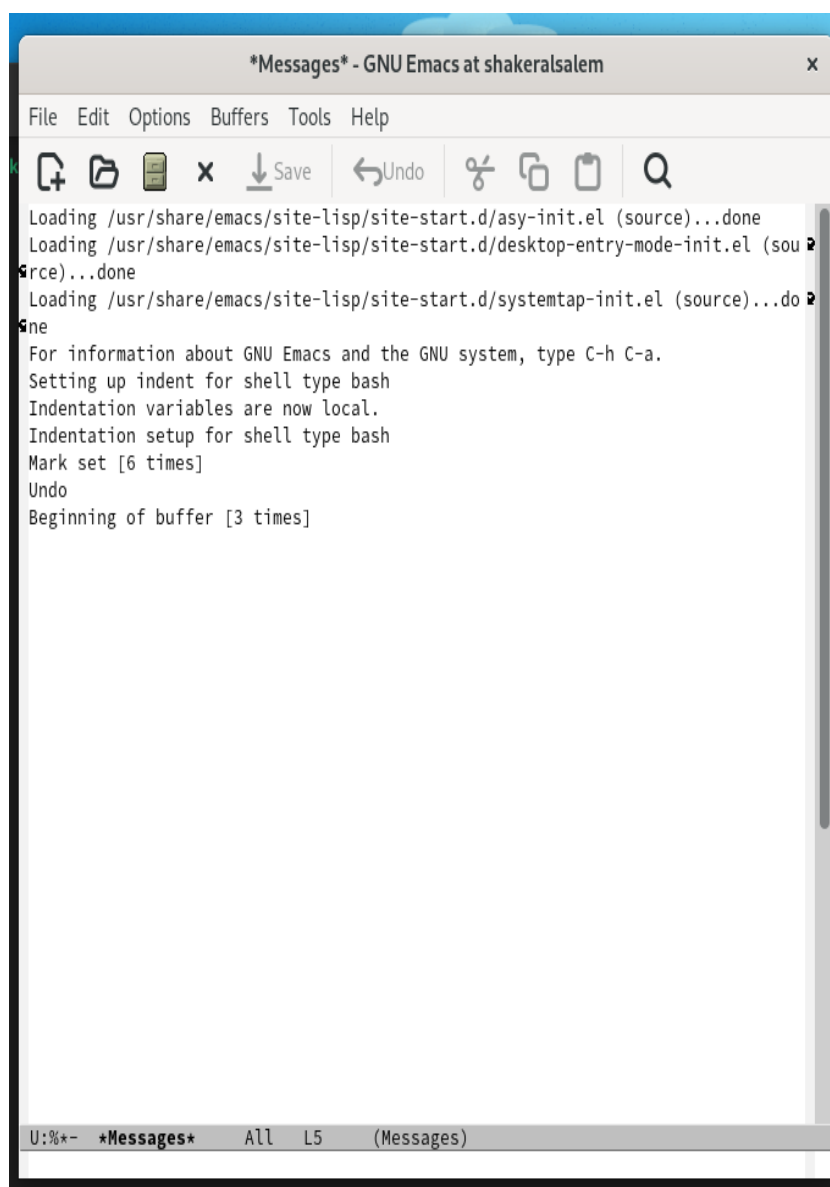 *Messages* - GNU Emacs at shakeralsalem
File Edit Options Buffers Tools Help
Save Undo
Loading /usr/share/emacs/site-lisp/site-start.d/asy-init.el (source)...done
Loading /usr/share/emacs/site-lisp/site-start.d/desktop-entry-mode-init.el (sou
rce)...done
Loading /usr/share/emacs/site-lisp/site-start.d/systemtap-init.el (source)...do
ne
For information about GNU Emacs and the GNU system, type C-h C-a.
Setting up indent for shell type bash
Indentation variables are now local.
Indentation setup for shell type bash
Mark set [6 times]
Undo
Beginning of buffer [3 times]
U:%*- *Messages* All L5 (Messages)